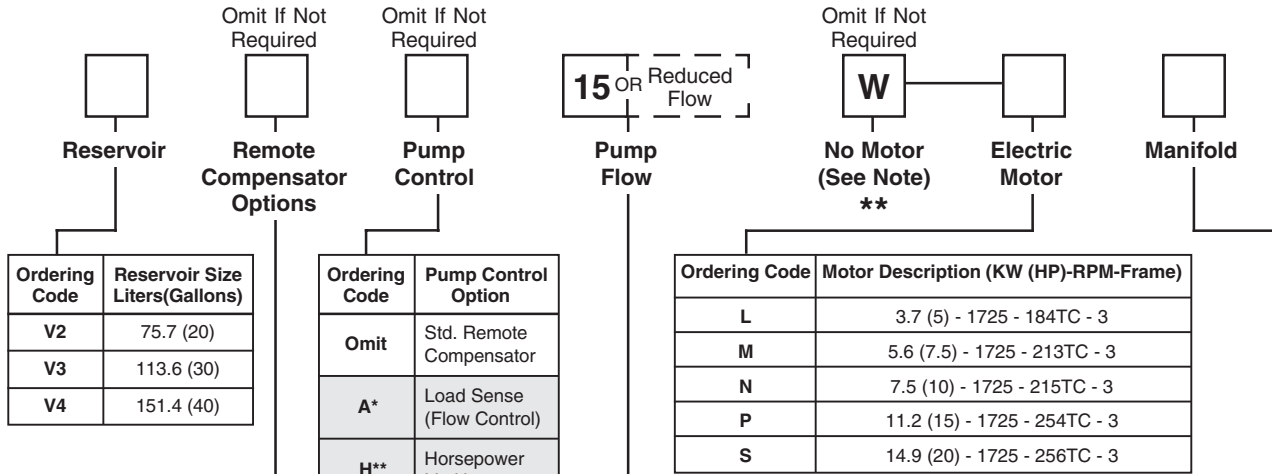 Omit If Not
Required
Omit If Not
Required
Omit If Not
Required
15 OR Reduced
Flow
W
Reservoir
Remote
Compensator
Options
Pump
Control
Pump
Flow
No Motor
(See Note)
**
Electric
Motor
Manifold
Ordering
Code
Reservoir Size
Liters(Gallons)
V2 75.7 (20)
V3 113.6 (30)
V4 151.4 (40)
Ordering
Code
Pump Control
Option
Omit
Std. Remote
Compensator
A*
Load Sense
(Flow Control)
H**
Horsepower
Ordering Code Motor Description (KW (HP)-RPM-Frame)
L 3.7 (5) - 1725 - 184TC - 3
M 5.6 (7.5) - 1725 - 213TC - 3
N 7.5 (10) - 1725 - 215TC - 3
P 11.2 (15) - 1725 - 254TC - 3
S 14.9 (20) - 1725 - 256TC - 3